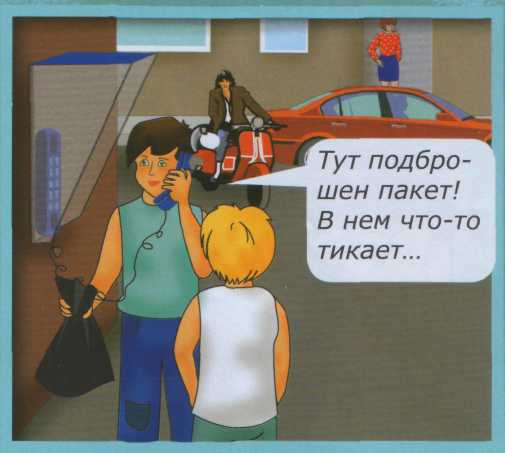 Тут подбро-
шен пакет!
В нем что-то
тикает...